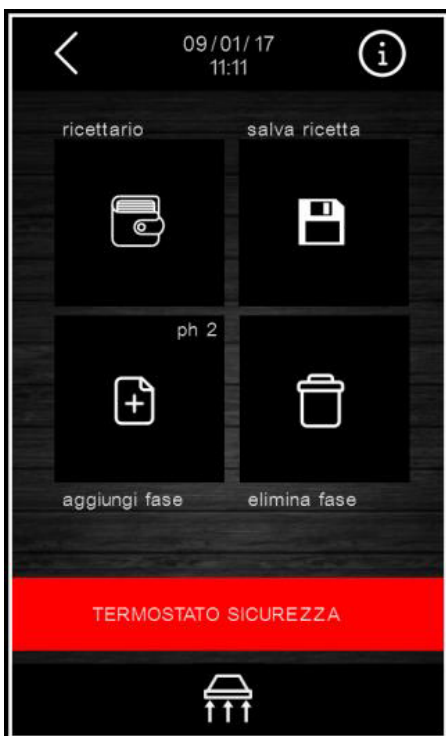 09/01/17
11:11
ricettario
salva ricetta
ph 2
aggiungi fase
elimina fase
TERMOSTATO SICUREZZA